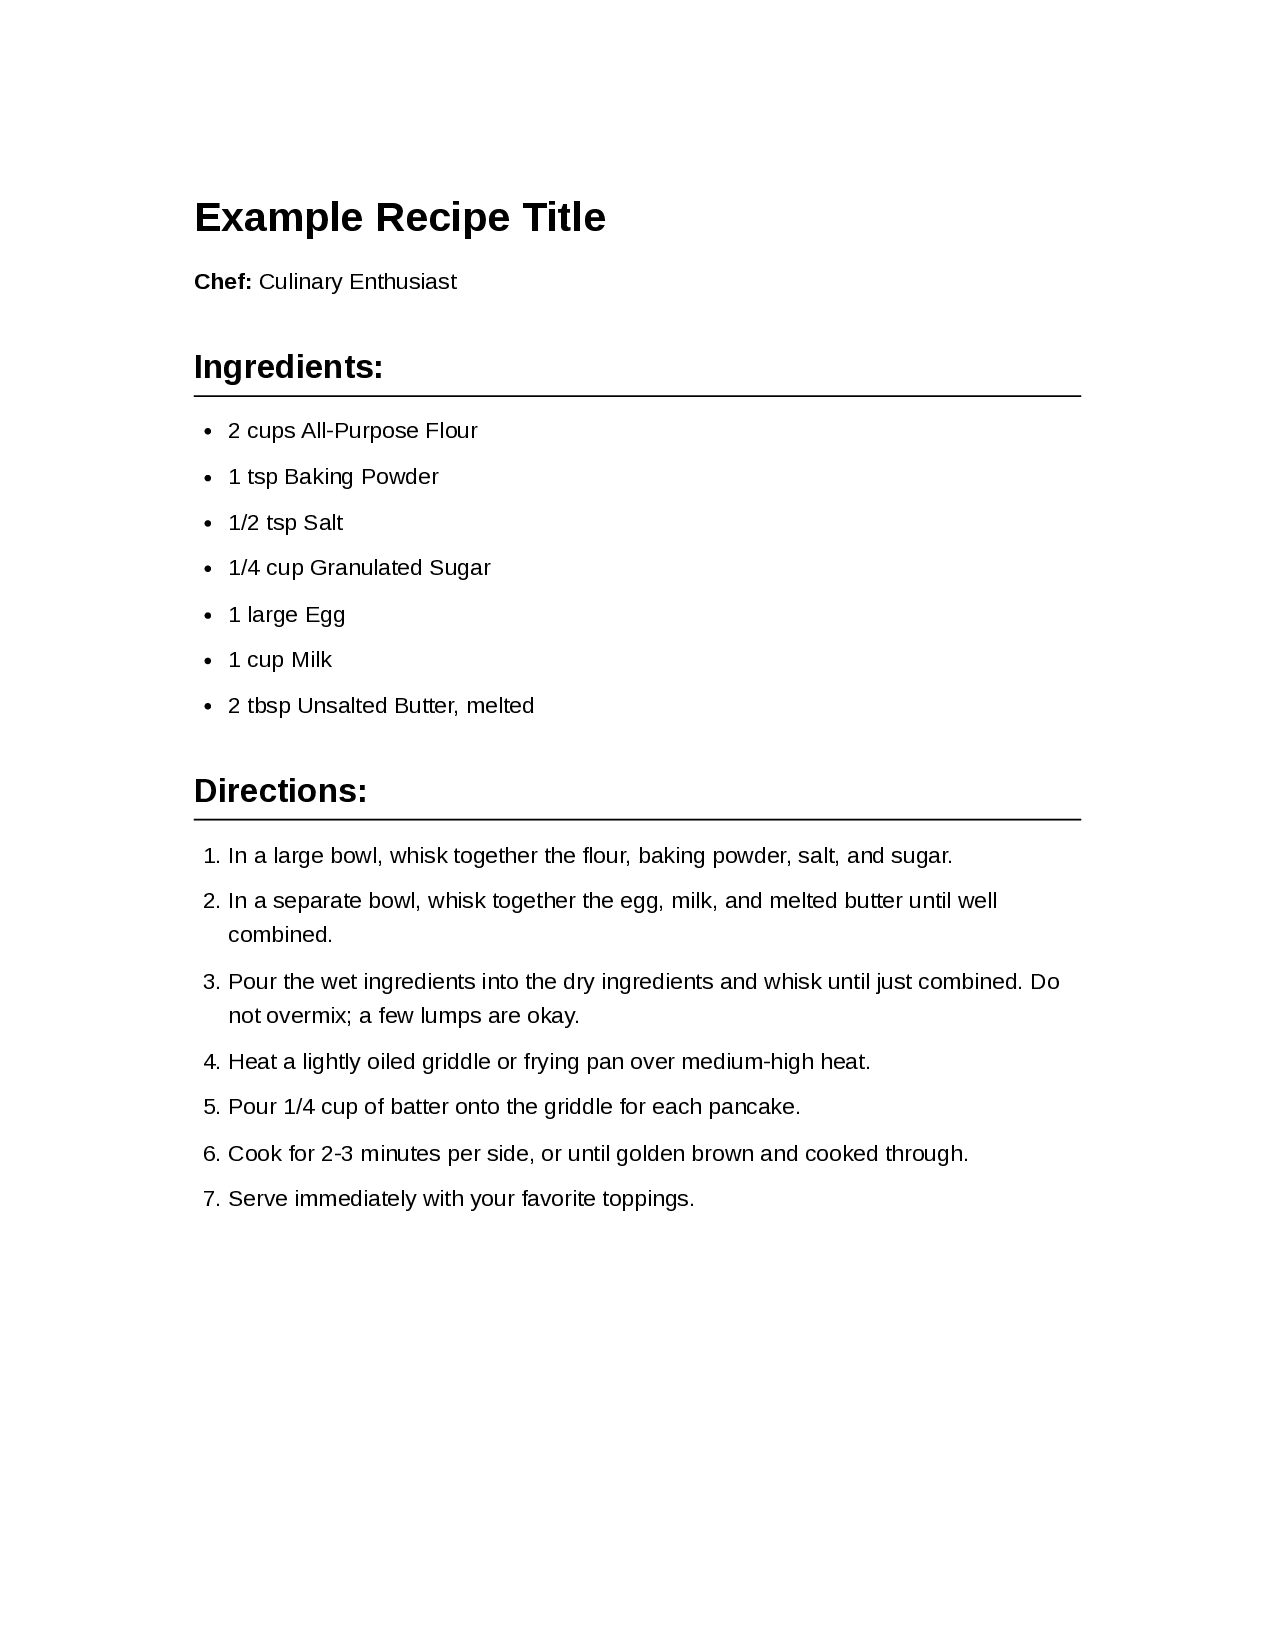 Example Recipe Title
Chef: Culinary Enthusiast
Ingredients:
• 2 cups All-Purpose Flour
• 1 tsp Baking Powder
• 1/2 tsp Salt
• 1/4 cup Granulated Sugar
• 1 large Egg
• 1 cup Milk
• 2 tbsp Unsalted Butter, melted
Directions:
1. In a large bowl, whisk together the flour, baking powder, salt, and sugar.
2. In a separate bowl, whisk together the egg, milk, and melted butter until well
combined.
3. Pour the wet ingredients into the dry ingredients and whisk until just combined. Do
not overmix; a few lumps are okay.
4. Heat a lightly oiled griddle or frying pan over medium-high heat.
5. Pour 1/4 cup of batter onto the griddle for each pancake.
6. Cook for 2-3 minutes per side, or until golden brown and cooked through.
7. Serve immediately with your favorite toppings.